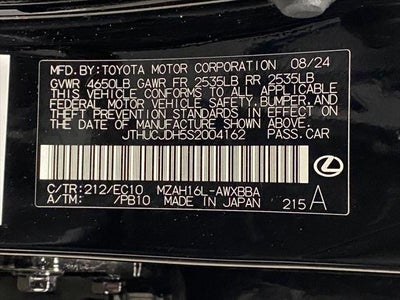 MFD.BY:TOYOTA MOTOR CORPORATION 08/24
GVWR 4650LB GAWR FR 2535LB RR 2535LB
THIS VEHICLE CONFORMS TO ALL APPLICABLE
FEDERAL MOTOR VEHICLE SAFETY, BUMPER, AND
THEFT PREVENTION STANDARDS IN EFFECT ON
THE DATE OF MANUFACTURE SHOWN ABOVE.
JTHUCJDH5S2004162 PASS.CAR
C/TR:212/EC10 MZAH16L-AWXBBA
A/TM: /PB10 MADE IN JAPAN 215 A